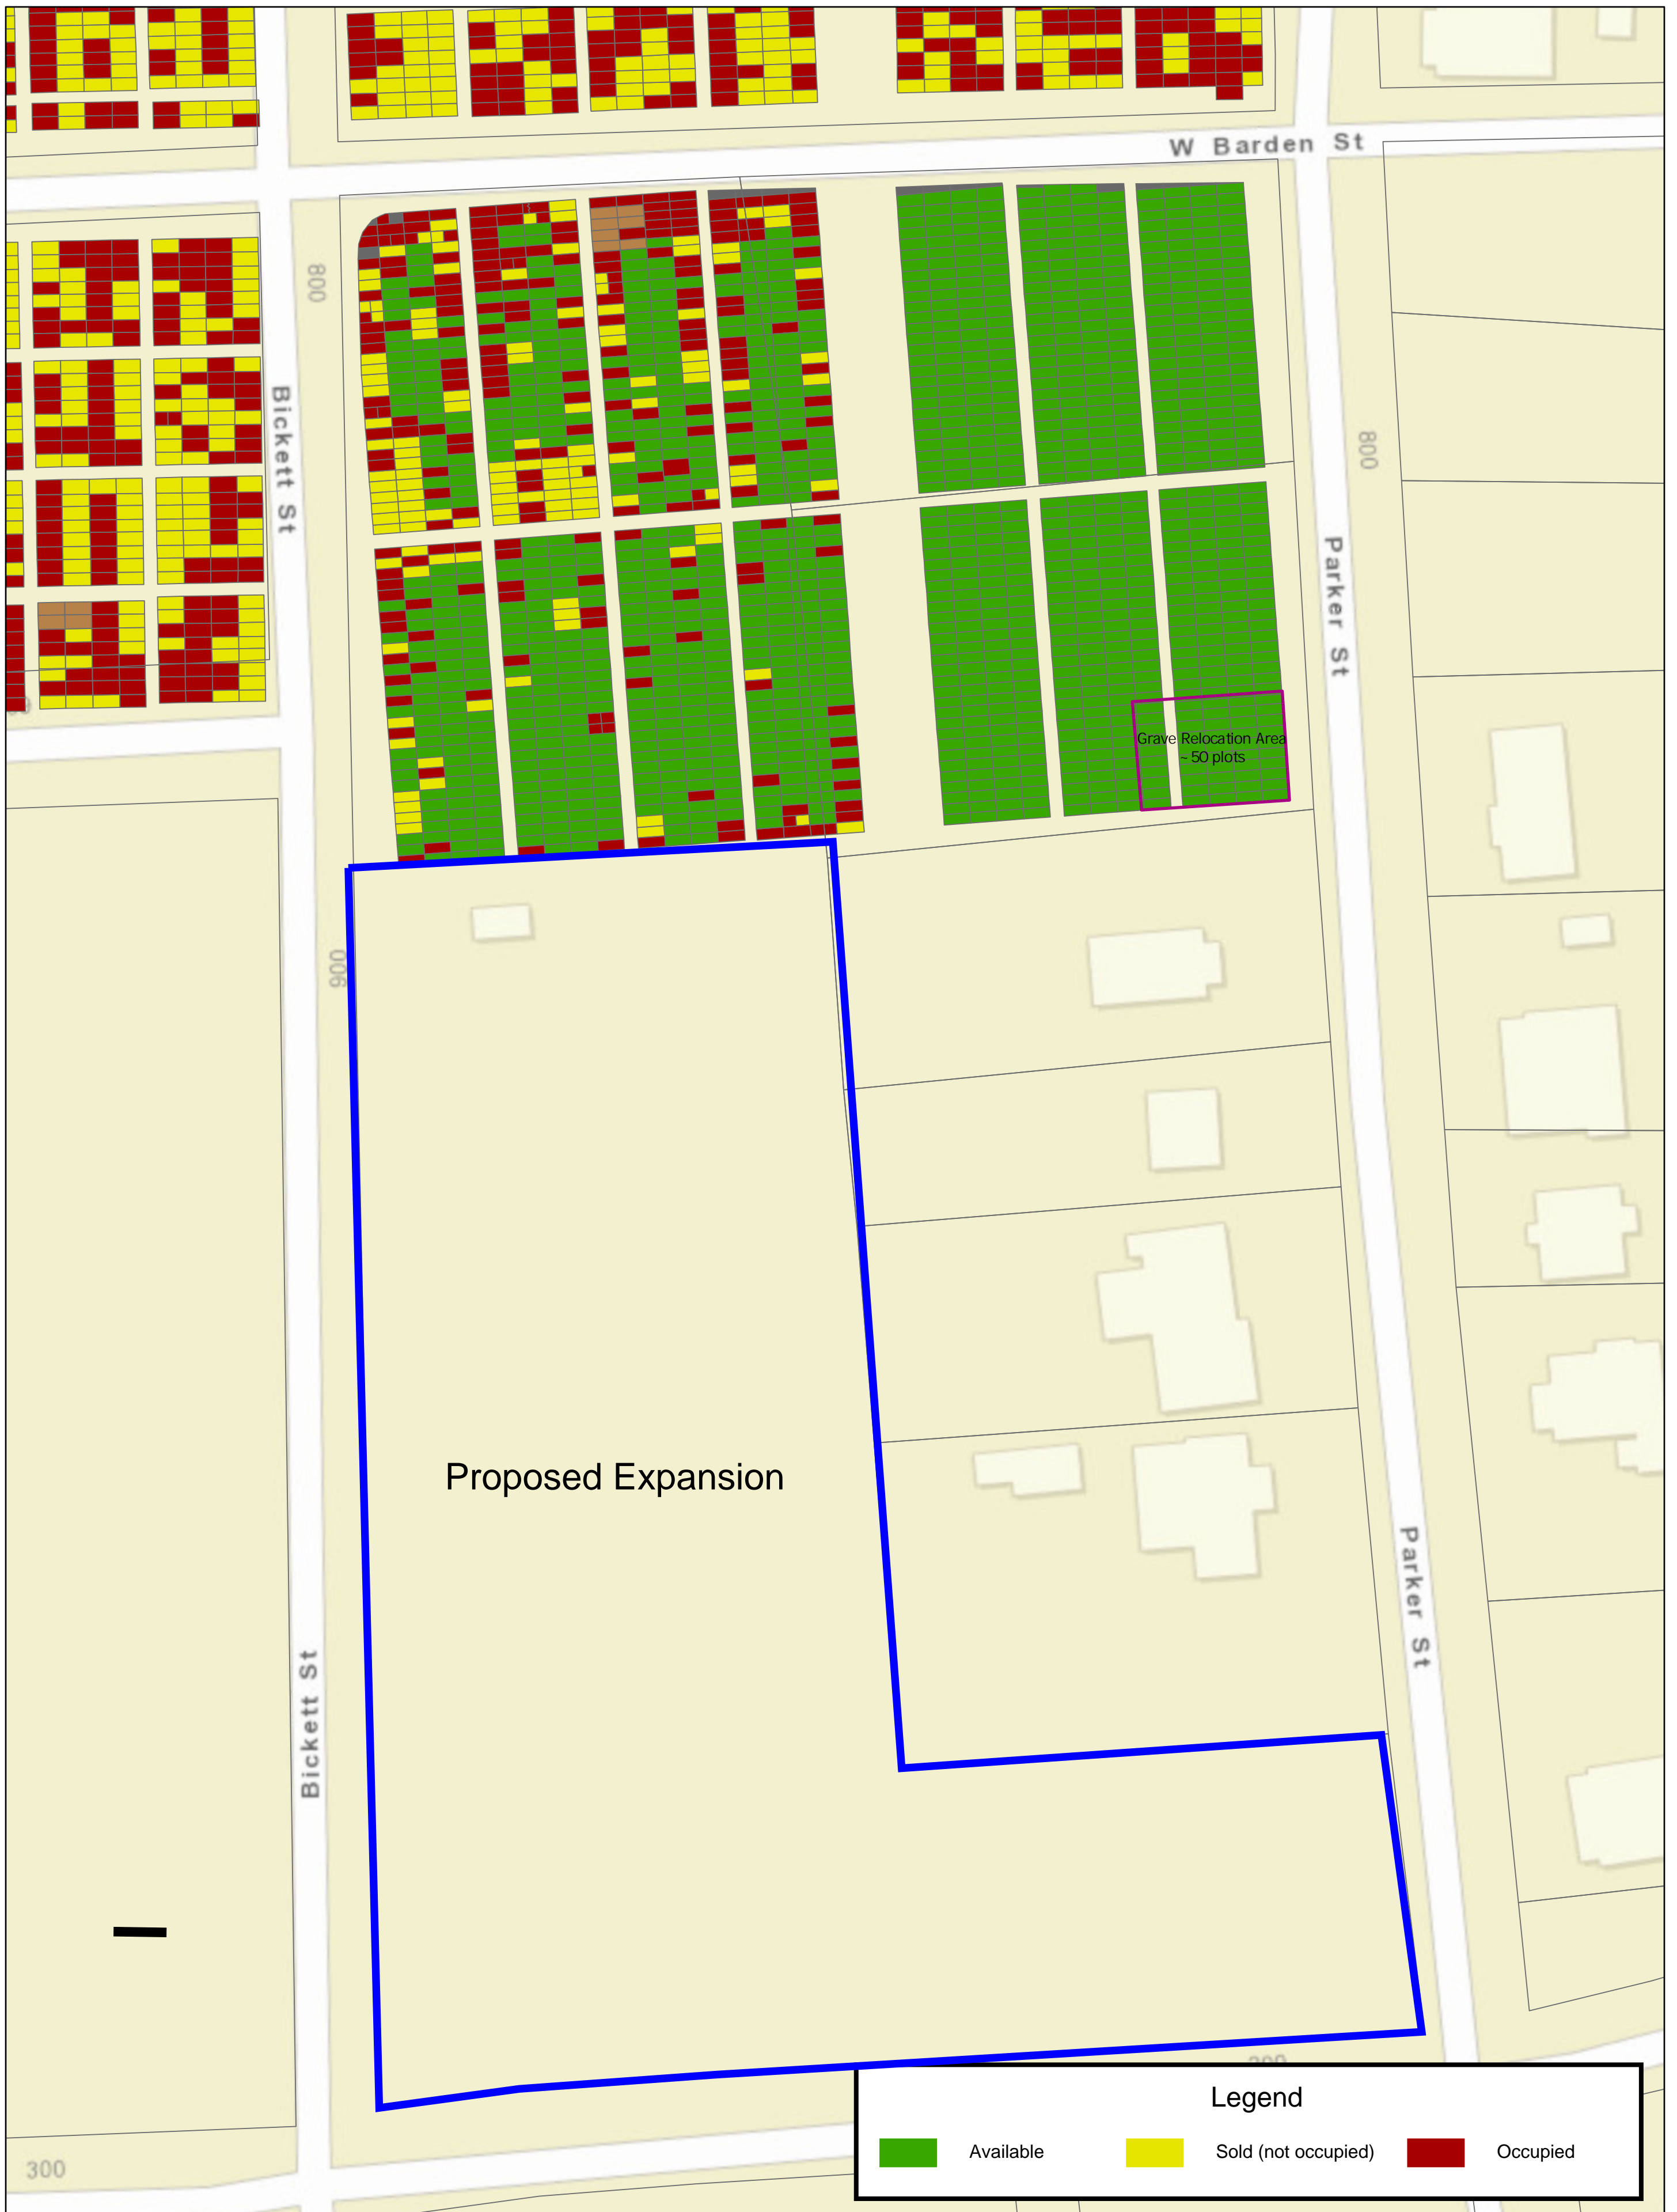 W Barden St
800
Bickett St
800
Parker St
Grave Relocation Area
~ 50 plots
900
Proposed Expansion
Parker St
Bickett St
Legend
Available
Sold (not occupied)
Occupied
300